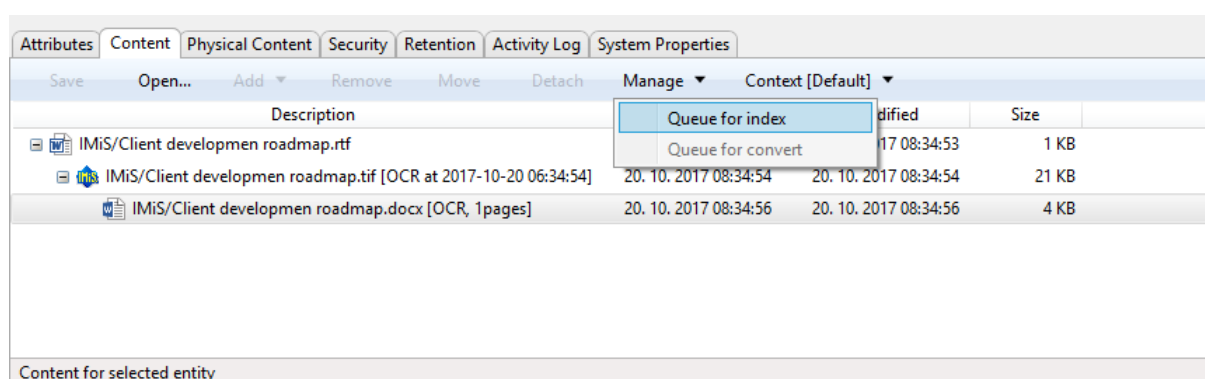 Attributes Content Physical Content Security Retention Activity Log System Properties
Save Open... Add Remove Move Detach Manage Context [Default]
Description dified Size
Queue for index
IMiS/Client developmen roadmap.rtf 17 08:34:53 1 KB
Queue for convert
IMiS/Client developmen roadmap.tif [OCR at 2017-10-20 06:34:54] 20. 10. 2017 08:34:54 20. 10. 2017 08:34:54 21 KB
IMiS/Client developmen roadmap.docx [OCR, 1pages] 20. 10. 2017 08:34:56 20. 10. 2017 08:34:56 4 KB
Content for selected entity